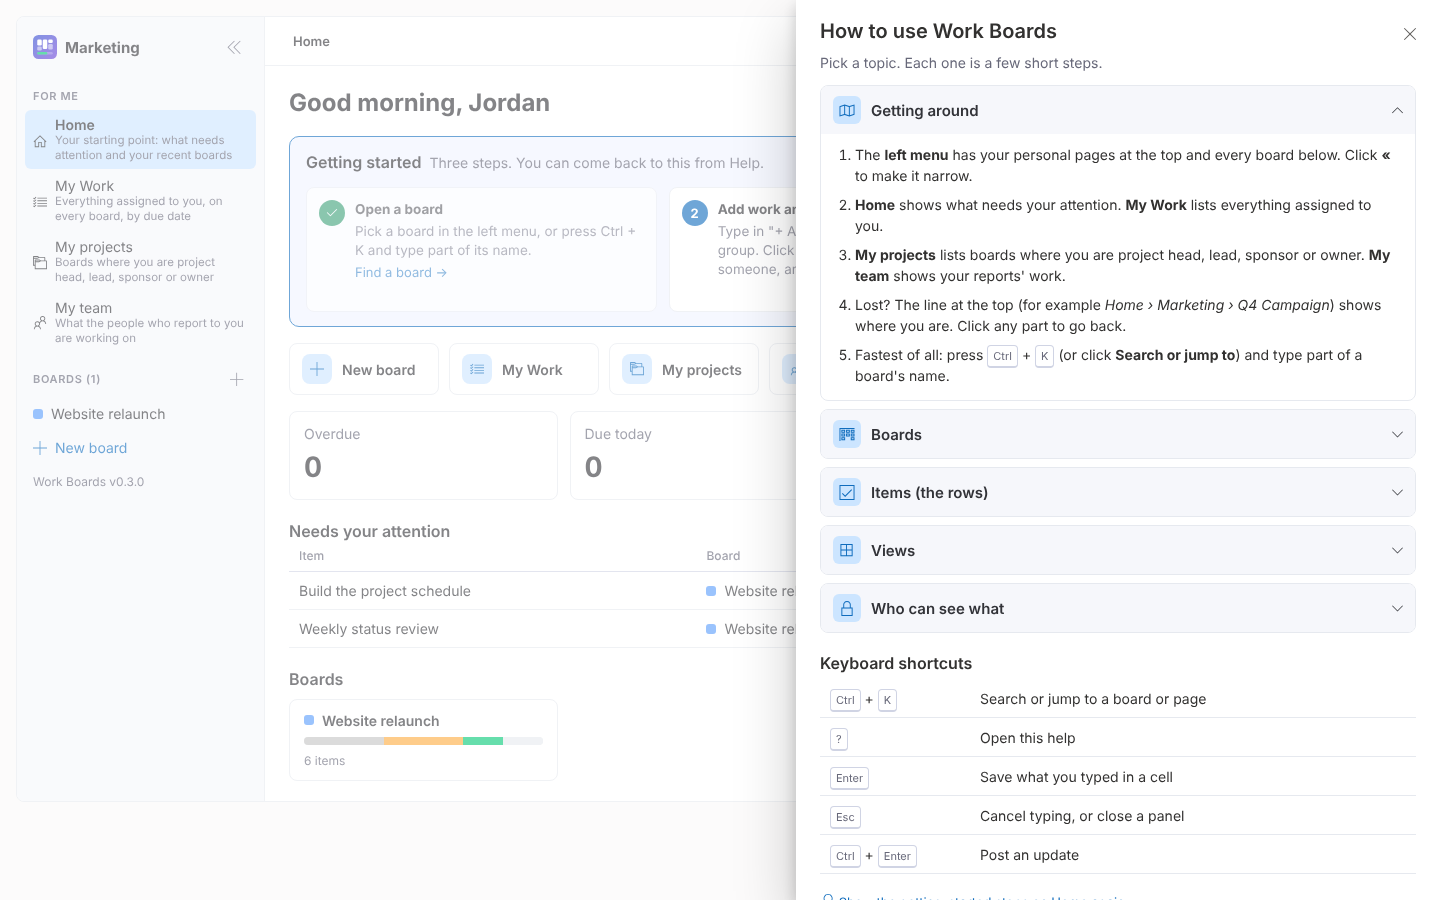 Marketing
FOR ME
Home
Your starting point: what needs
attention and your recent boards
My Work
Everything assigned to you, on
every board, by due date
My projects
Boards where you are project
head, lead, sponsor or owner
My team
What the people who report to you
are working on
BOARDS (1)
Website relaunch
New board
Work Boards v0.3.0
Home
Good morning, Jordan
Getting started Three steps. You can come back to this from Help.
Open a board
Pick a board in the left menu, or press Ctrl +
K and type part of its name.
Find a board →
2
Add work
Type in "+
group. Click
someone,
New board
My Work
My projects
Overdue
0
Due today
0
Needs your attention
Item Board
Build the project schedule Website
Weekly status review Website
Boards
Website relaunch
6 items
How to use Work Boards
Pick a topic. Each one is a few short steps.
Getting around
1. The left menu has your personal pages at the top and every board below. Click «
to make it narrow.
2. Home shows what needs your attention. My Work lists everything assigned to
you.
3. My projects lists boards where you are project head, lead, sponsor or owner. My
team shows your reports' work.
4. Lost? The line at the top (for example Home › Marketing › Q4 Campaign) shows
where you are. Click any part to go back.
5. Fastest of all: press Ctrl + K (or click Search or jump to) and type part of a
board's name.
Boards
Items (the rows)
Views
Who can see what
Keyboard shortcuts
Ctrl + K Search or jump to a board or page
? Open this help
Enter Save what you typed in a cell
Esc Cancel typing, or close a panel
Ctrl + Enter Post an update